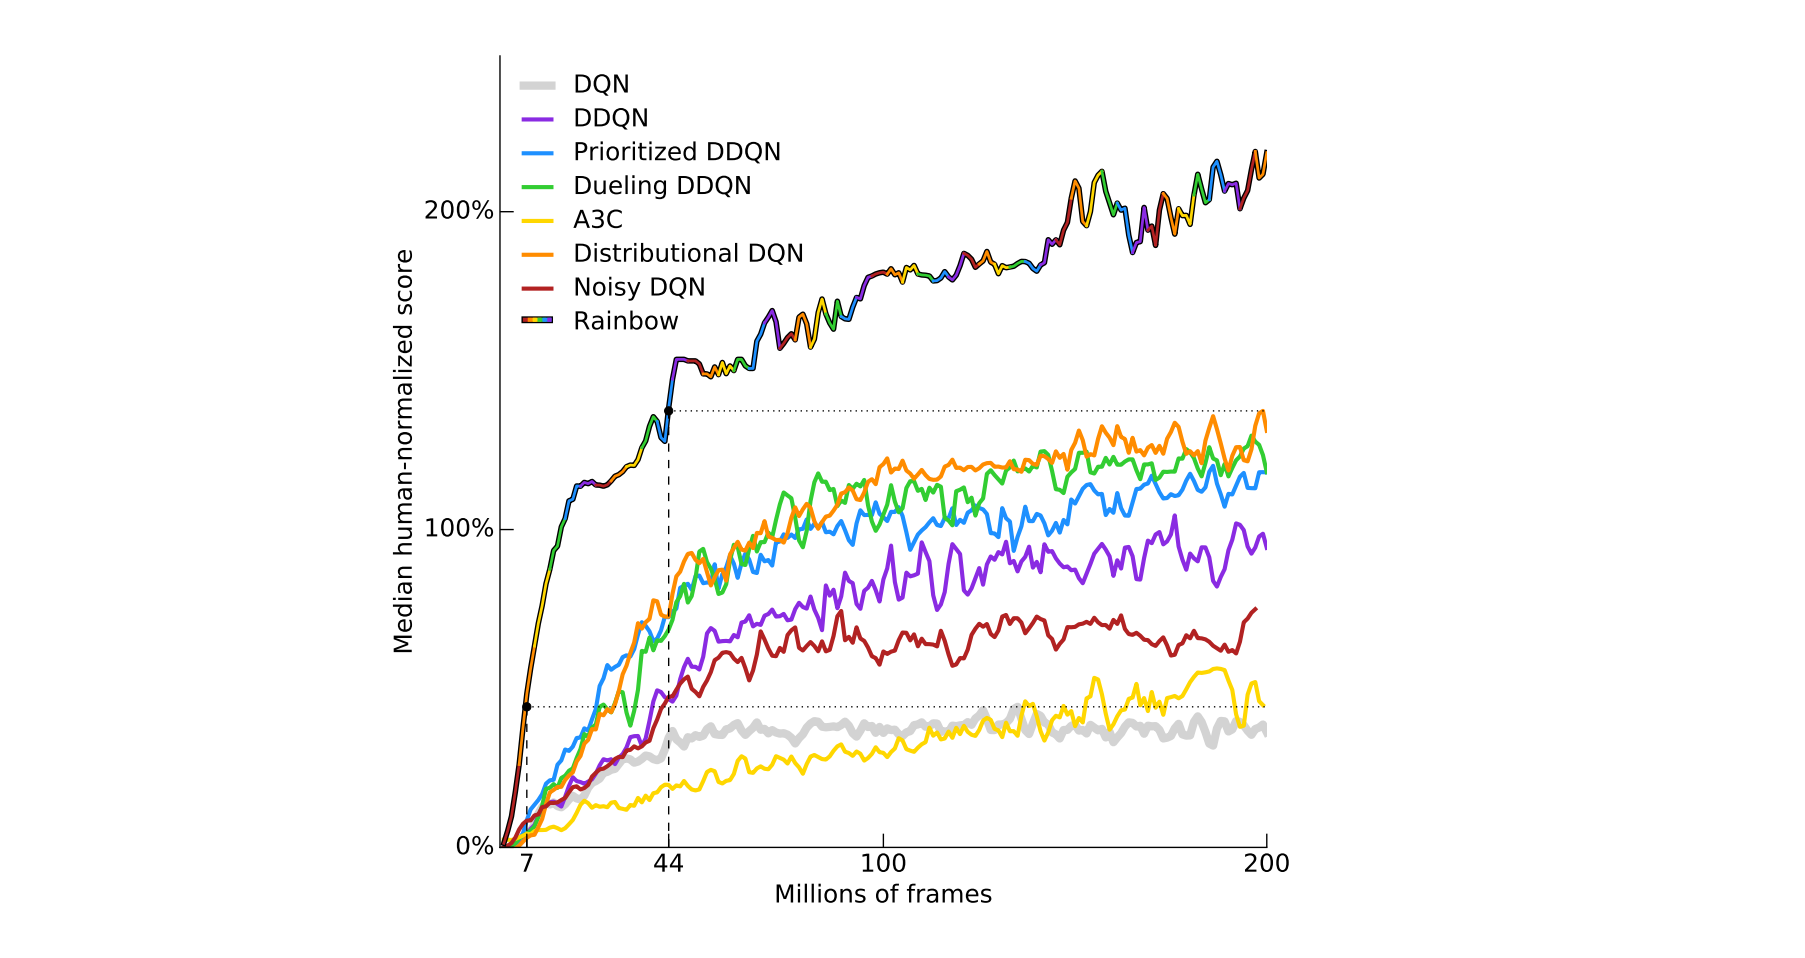 DQN
DDQN
Prioritized DDQN
Dueling DDQN
A3C
Distributional DQN
Noisy DQN
Rainbow
200%
100%
0%
Median human-normalized score
7 44 100 200
Millions of frames